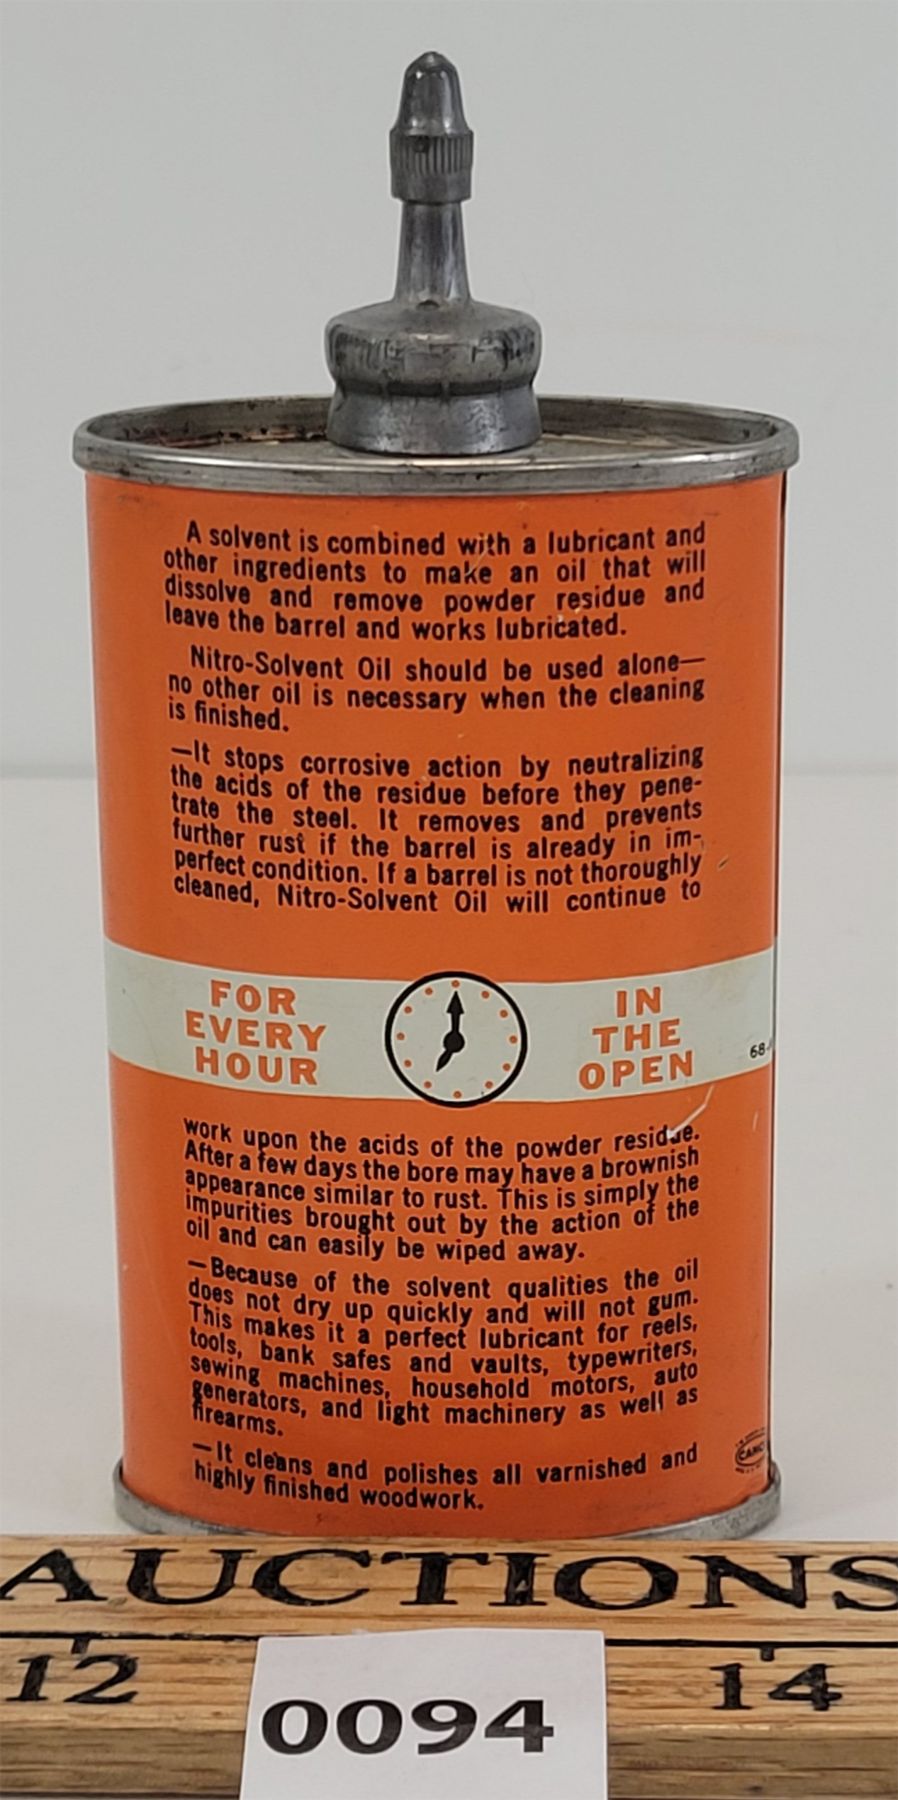 A solvent is combined with a lubricant and
other ingredients to make an oil that will
dissolve and remove powder residue and
leave the barrel and works lubricated.
Nitro-Solvent Oil should be used alone—
no other oil is necessary when the cleaning
is finished.
—It stops corrosive action by neutralizing
the acids of the residue before they pene-
trate the steel. It removes and prevents
further rust if the barrel is already in im-
perfect condition. If a barrel is not thoroughly
cleaned, Nitro-Solvent Oil will continue to
FOR
EVERY
HOUR
IN
THE
OPEN
68-
work upon the acids of the powder residue.
After a few days the bore may have a brownish
appearance similar to rust. This is simply the
impurities brought out by the action of the
oil and can easily be wiped away.
—Because of the solvent qualities the oil
does not dry up quickly and will not gum.
This makes it a perfect lubricant for reels,
tools, bank safes and vaults, typewriters,
sewing machines, household motors, auto
generators, and light machinery as well as
firearms.
—It cleans and polishes all varnished and
highly finished woodwork.
AUCTIONS
12
14
0094